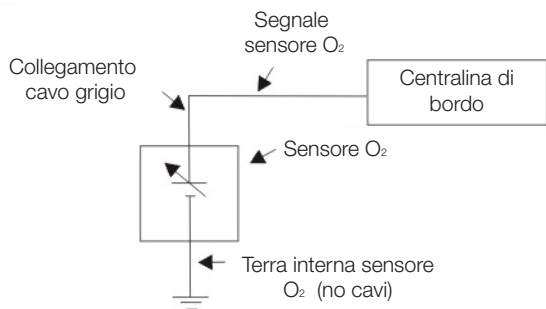 Segnale
sensore O₂
Collegamento
cavo grigio
Centralina di
bordo
Sensore O₂
Terra interna sensore
O₂ (no cavi)